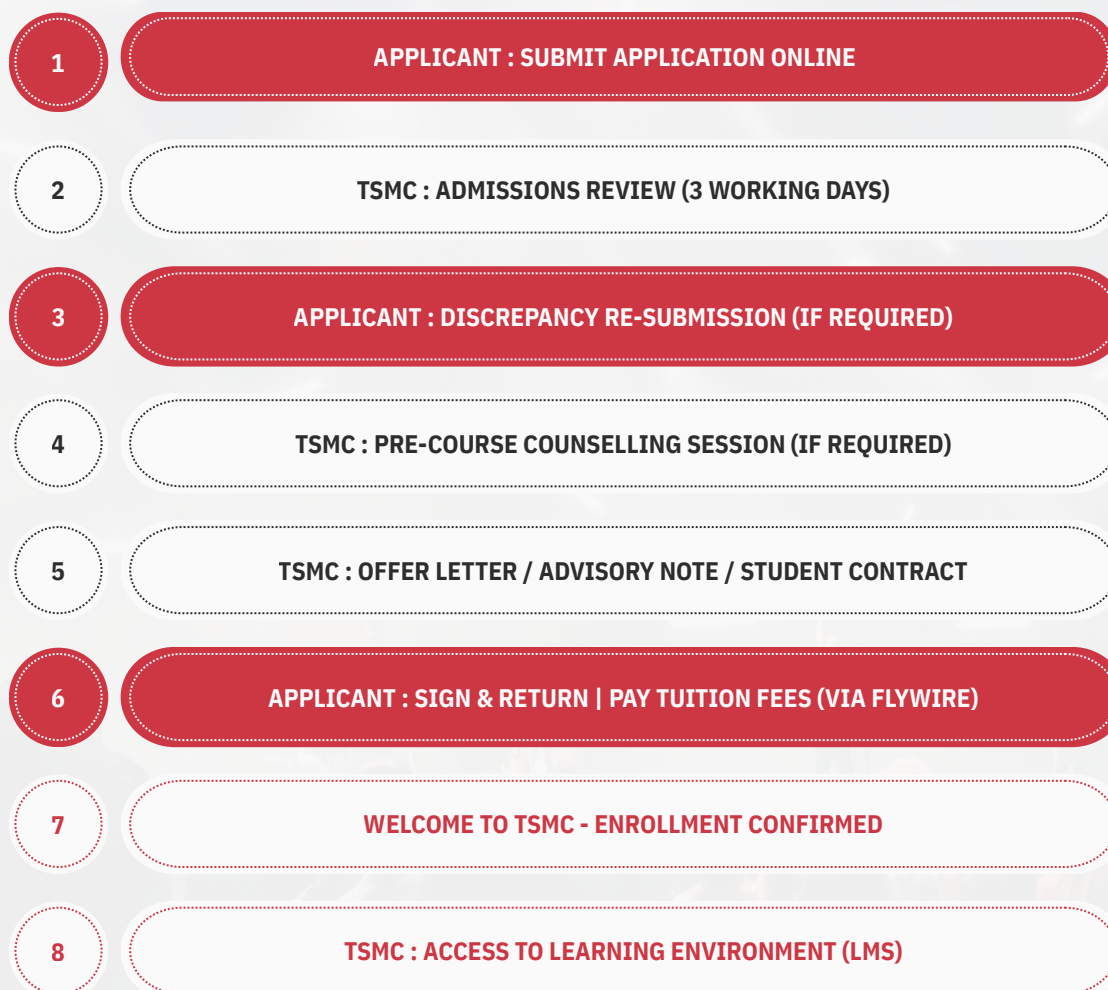 1
APPLICANT : SUBMIT APPLICATION ONLINE
2
TSMC : ADMISSIONS REVIEW (3 WORKING DAYS)
3
APPLICANT : DISCREPANCY RE-SUBMISSION (IF REQUIRED)
4
TSMC : PRE-COURSE COUNSELLING SESSION (IF REQUIRED)
5
TSMC : OFFER LETTER / ADVISORY NOTE / STUDENT CONTRACT
6
APPLICANT : SIGN & RETURN | PAY TUITION FEES (VIA FLYWIRE)
7
WELCOME TO TSMC - ENROLLMENT CONFIRMED
8
TSMC : ACCESS TO LEARNING ENVIRONMENT (LMS)